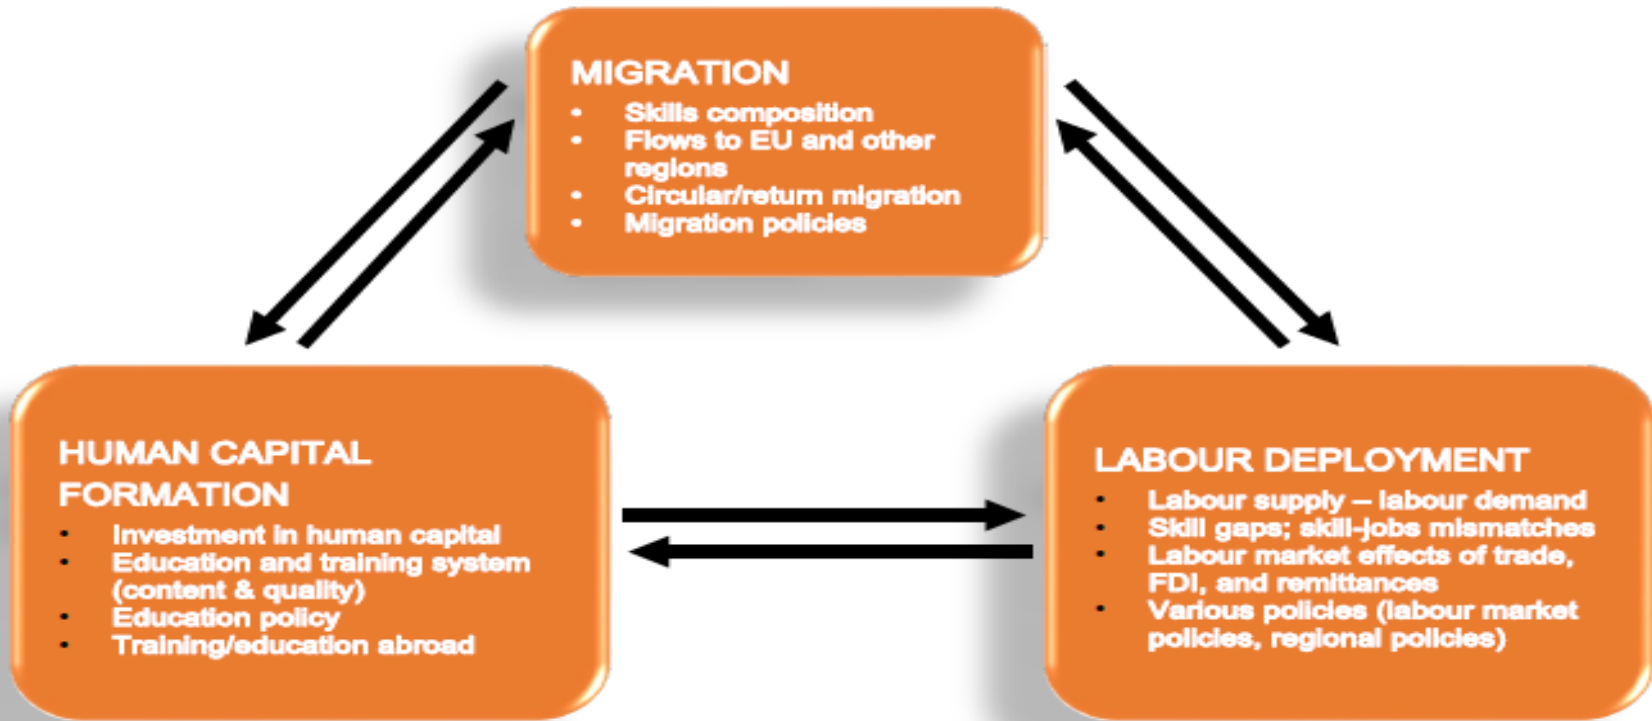 MIGRATION
• Skills composition
• Flows to EU and other
regions
• Circular/return migration
• Migration policies
HUMAN CAPITAL
FORMATION
• Investment in human capital
• Education and training system
(content & quality)
• Education policy
• Training/education abroad
LABOUR DEPLOYMENT
• Labour supply – labour demand
• Skill gaps; skill-jobs mismatches
• Labour market effects of trade,
FDI, and remittances
• Various policies (labour market
policies, regional policies)